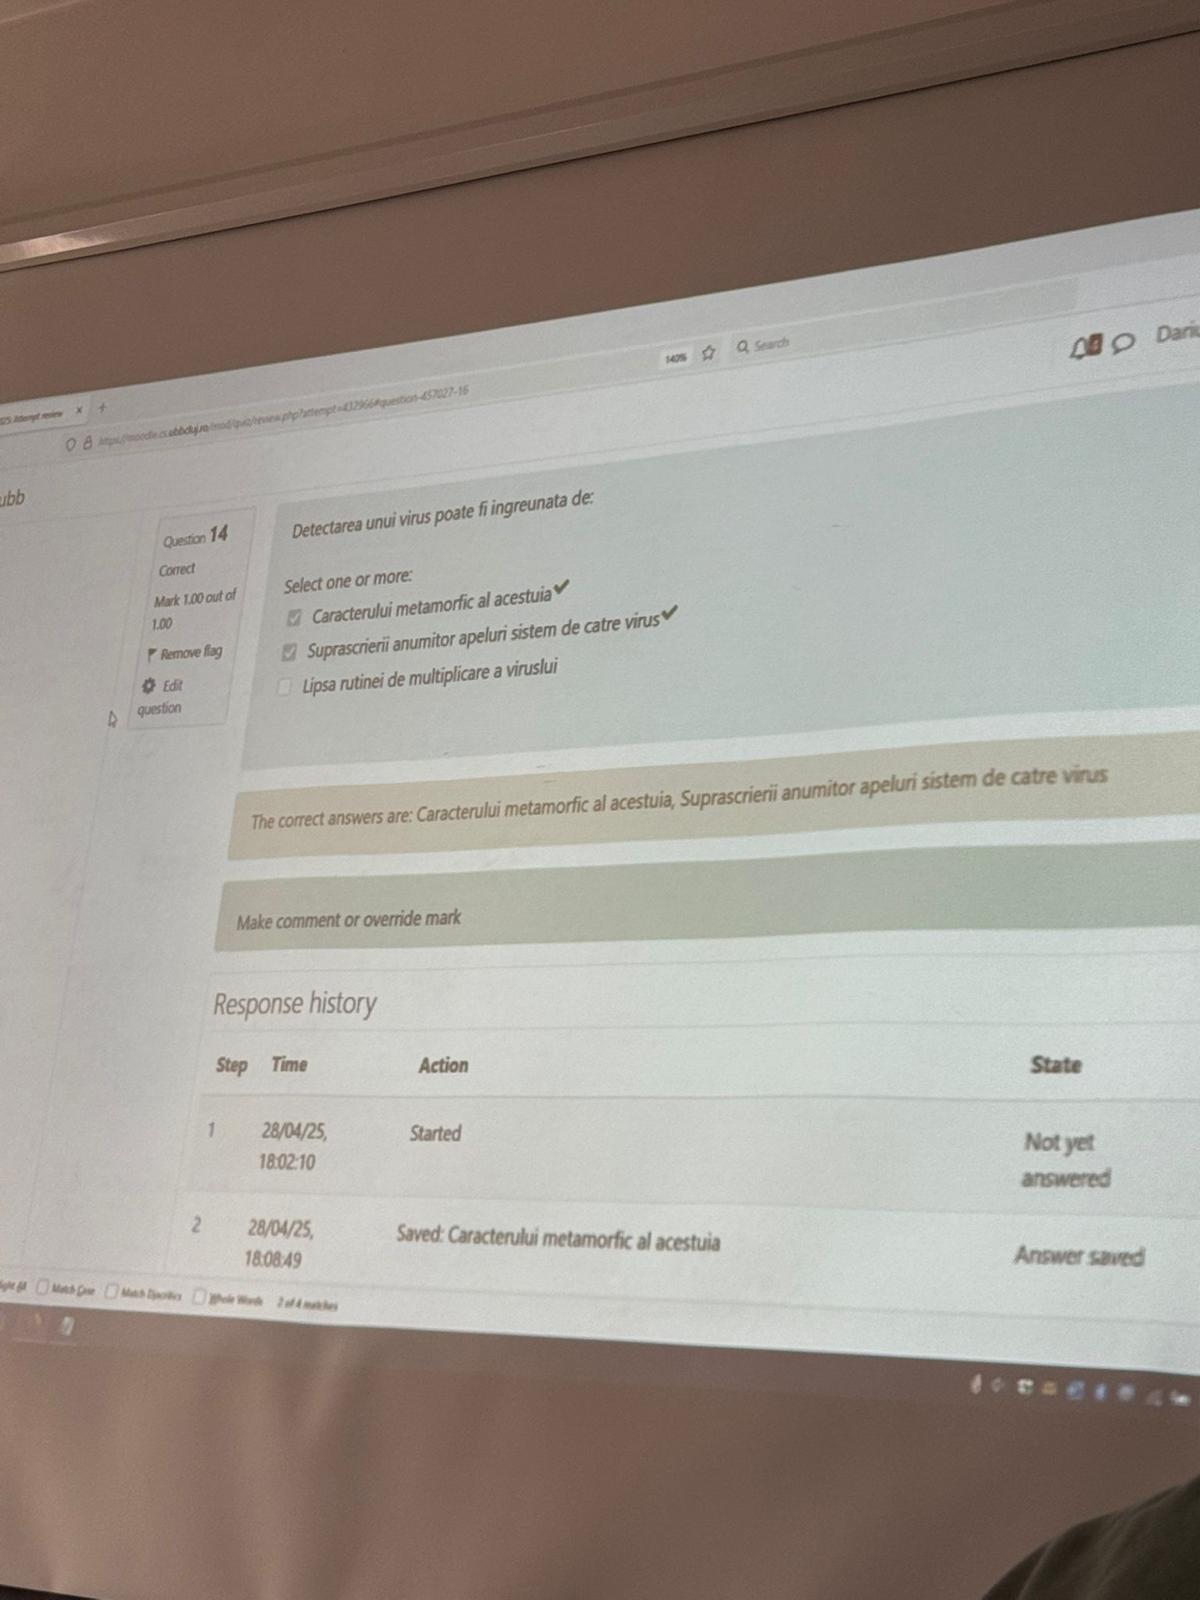 Attempt review × +
140% Search
https://moodle.cs.ubbcluj.ro/mod/quiz/review.php?attempt=432966#question-457027-16
ubb
Question 14
Correct
Mark 1.00 out of
1.00
Remove flag
Edit
question
Detectarea unui virus poate fi ingreunata de:
Select one or more:
Caracterului metamorfic al acestuia
Suprascrierii anumitor apeluri sistem de catre virus
Lipsa rutinei de multiplicare a viruslui
The correct answers are: Caracterului metamorfic al acestuia, Suprascrierii anumitor apeluri sistem de catre virus
Make comment or override mark
Response history
Step Time Action State
1 28/04/25, Started Not yet
18:02:10 answered
2 28/04/25, Saved: Caracterului metamorfic al acestuia Answer saved
18:08:49
Match Case Match Diacritics Whole Words 2 of 4 matches